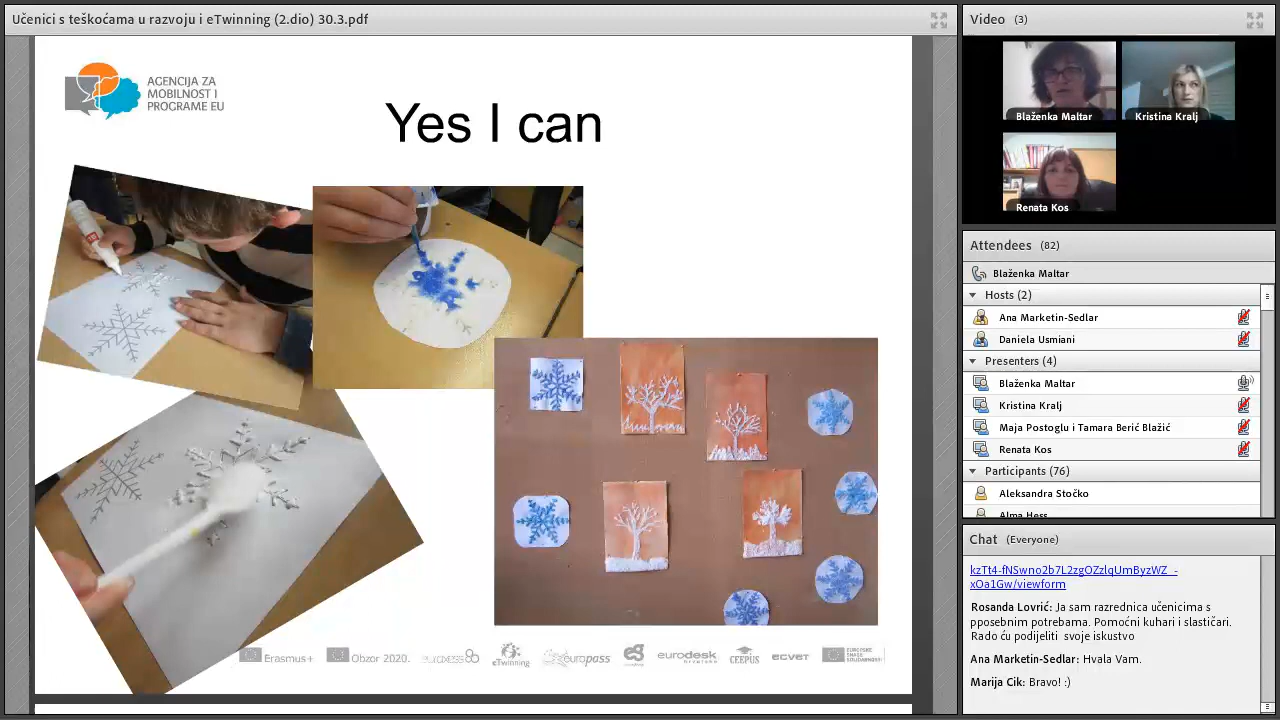 Učenici s teškoćama u razvoju i eTwinning (2.dio) 30.3.pdf
AGENCIJA ZA
MOBILNOST I
PROGRAME EU
Yes I can
Erasmus+
Obzor 2020.
euraxess
eTwinning
europass
eurodesk
CEEPUS
ECVET
EUROPSKE
SNAGE
SOLIDARNOSTI
Video (3)
Blaženka Maltar
Kristina Kralj
Renata Kos
Attendees (82)
Blaženka Maltar
Hosts (2)
Ana Marketin-Sedlar
Daniela Usmiani
Presenters (4)
Blaženka Maltar
Kristina Kralj
Maja Postoglu i Tamara Berić Blažić
Renata Kos
Participants (76)
Aleksandra Stočko
Alma Hess
Chat (Everyone)
kzTt4-fNSwno2b7L2zgOZzlqUmByzWZ_-
xOa1Gw/viewform
Rosanda Lovrić: Ja sam razrednica učenicima s
pposebnim potrebama. Pomoćni kuhari i slastičari.
Rado ću podijeliti svoje iskustvo
Ana Marketin-Sedlar: Hvala Vam.
Marija Cik: Bravo! :)